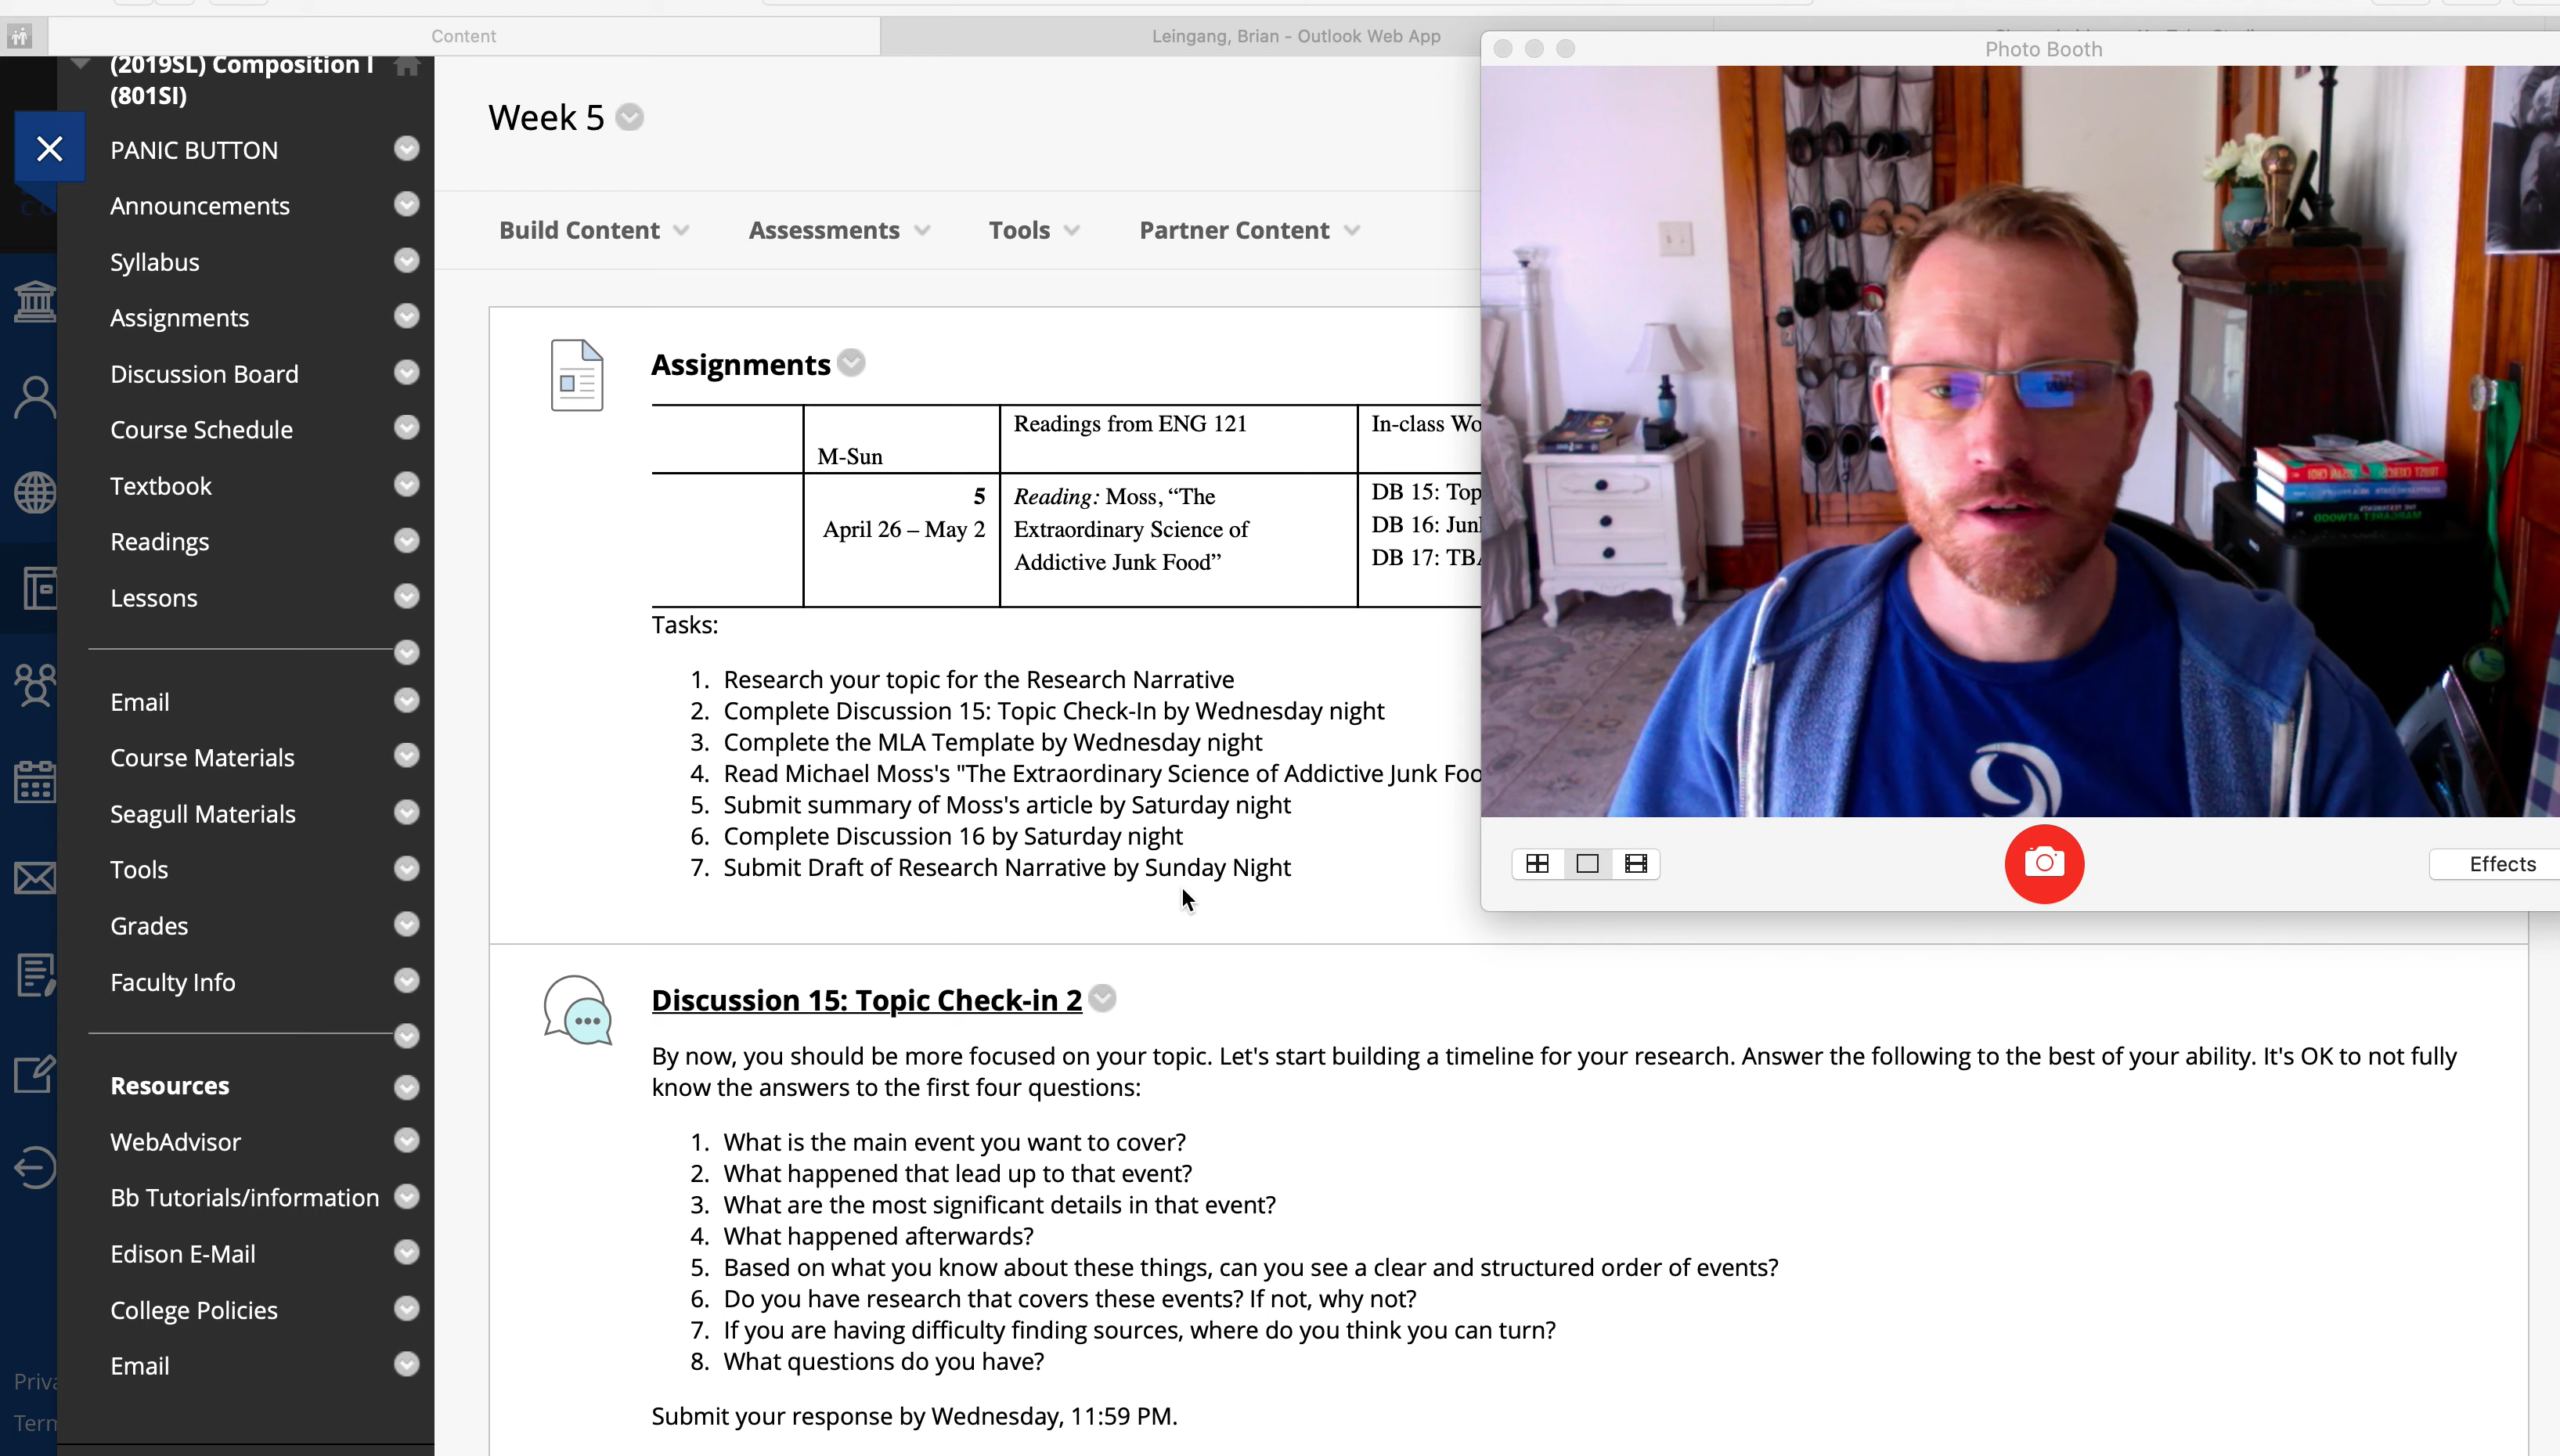 Content
Leingang, Brian - Outlook Web App
(2019SL) Composition I
(801SI)
PANIC BUTTON
Announcements
Syllabus
Assignments
Discussion Board
Course Schedule
Textbook
Readings
Lessons
Email
Course Materials
Seagull Materials
Tools
Grades
Faculty Info
Resources
WebAdvisor
Bb Tutorials/information
Edison E-Mail
College Policies
Email
Week 5
Build Content
Assessments
Tools
Partner Content
Assignments
Readings from ENG 121
In-class Wo
M-Sun
5
April 26 – May 2
Reading: Moss, “The
Extraordinary Science of
Addictive Junk Food”
DB 15: Top
DB 16: Jun
DB 17: TB
Tasks:
1. Research your topic for the Research Narrative
2. Complete Discussion 15: Topic Check-In by Wednesday night
3. Complete the MLA Template by Wednesday night
4. Read Michael Moss's "The Extraordinary Science of Addictive Junk Foo
5. Submit summary of Moss's article by Saturday night
6. Complete Discussion 16 by Saturday night
7. Submit Draft of Research Narrative by Sunday Night
Photo Booth
Effects
Discussion 15: Topic Check-in 2
By now, you should be more focused on your topic. Let's start building a timeline for your research. Answer the following to the best of your ability. It's OK to not fully
know the answers to the first four questions:
1. What is the main event you want to cover?
2. What happened that lead up to that event?
3. What are the most significant details in that event?
4. What happened afterwards?
5. Based on what you know about these things, can you see a clear and structured order of events?
6. Do you have research that covers these events? If not, why not?
7. If you are having difficulty finding sources, where do you think you can turn?
8. What questions do you have?
Submit your response by Wednesday, 11:59 PM.